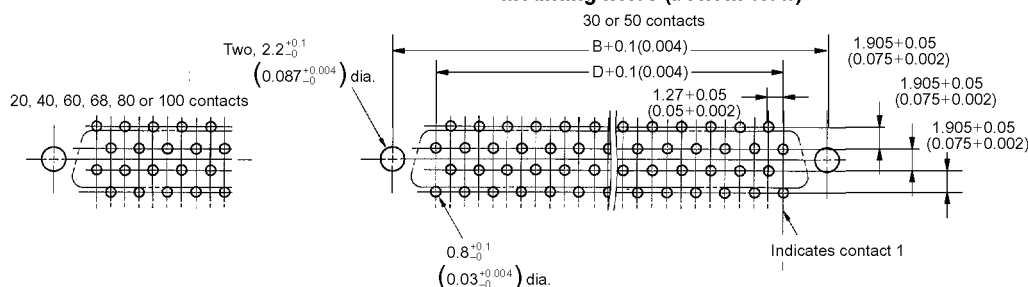 30 or 50 contacts
Two, 2.2 +0.1 -0
(0.087 +0.004 -0) dia.
B+0.1(0.004)
1.905+0.05
(0.075+0.002)
D+0.1(0.004)
1.905+0.05
(0.075+0.002)
20, 40, 60, 68, 80 or 100 contacts
1.27+0.05
(0.05+0.002)
1.905+0.05
(0.075+0.002)
0.8 +0.1 -0
(0.03 +0.004 -0) dia.
Indicates contact 1